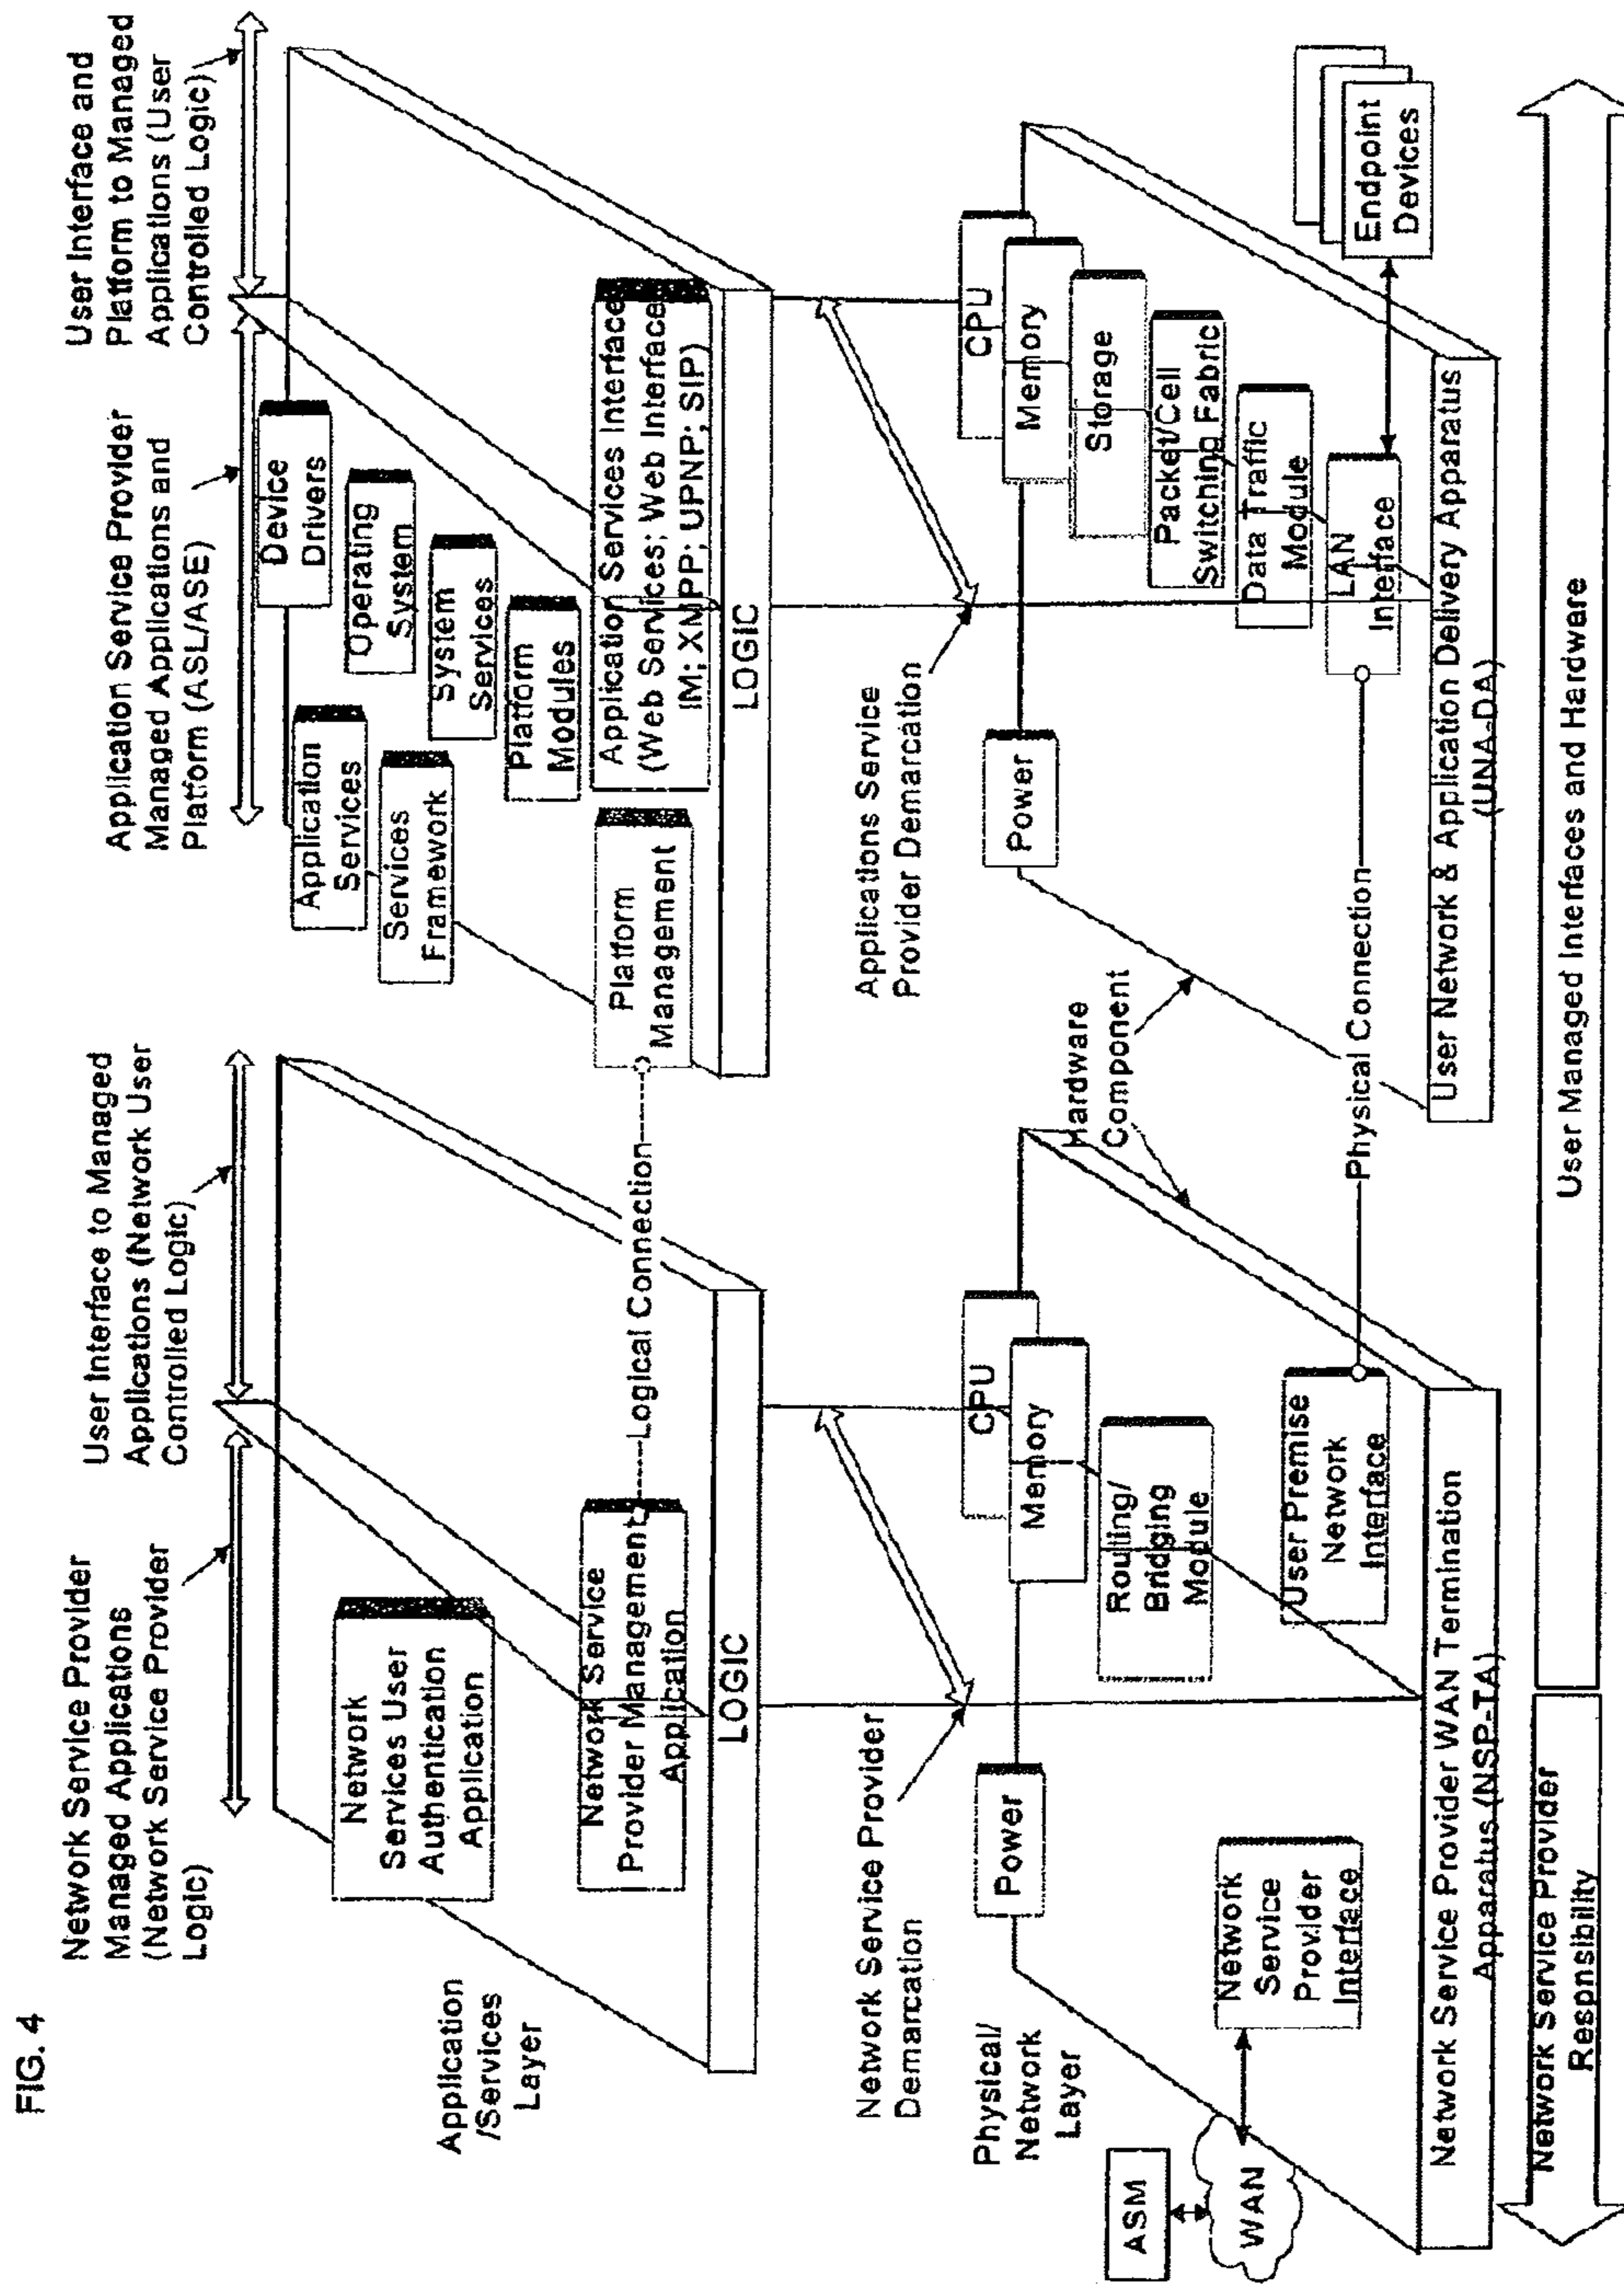 FIG. 4
Network Service Provider
Managed Applications
(Network Service Provider
Logic)
User Interface to Managed
Applications (Network User
Controlled Logic)
Application Service Provider
Managed Applications and
Platform (ASL/ASE)
User Interface and
Platform to Managed
Applications (User
Controlled Logic)
Application
/Services
Layer
Network
Services User
Authentication
Application
Network Service
Provider Management
Application
LOGIC
Logical Connection
Application
Services
Services
Framework
Platform
Management
Device
Drivers
Operating
System
System
Services
Platform
Modules
Application Services Interface
(Web Services; Web Interface
IM; XMPP; UPNP; SIP)
LOGIC
Network Service Provider
Demarcation
Applications Service
Provider Demarcation
Physical/
Network
Layer
ASM
WAN
Network
Service
Provider
Interface
Power
CPU
Memory
Routing/
Bridging
Module
User Premise
Network
Interface
Network Service Provider WAN Termination
Apparatus (NSP-TA)
Hardware
Component
Physical Connection
Power
CPU
Memory
Storage
Packet/Cell
Switching Fabric
Data Traffic
Module
LAN
Interface
Endpoint
Devices
User Network & Application Delivery Apparatus
(UNA-DA)
Network Service Provider
Respnsibility
User Managed Interfaces and Hardware